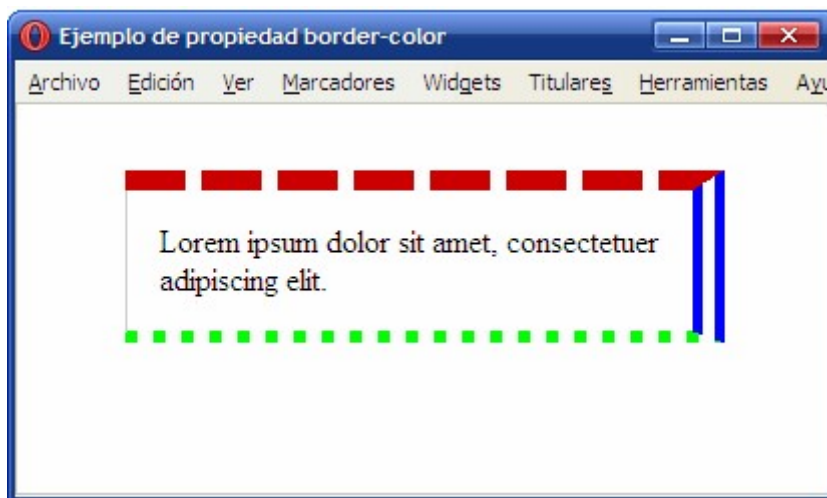 Ejemplo de propiedad border-color
Archivo Edición Ver Marcadores Widgets Titulares Herramientas Ayu
Lorem ipsum dolor sit amet, consectetuer
adipiscing elit.